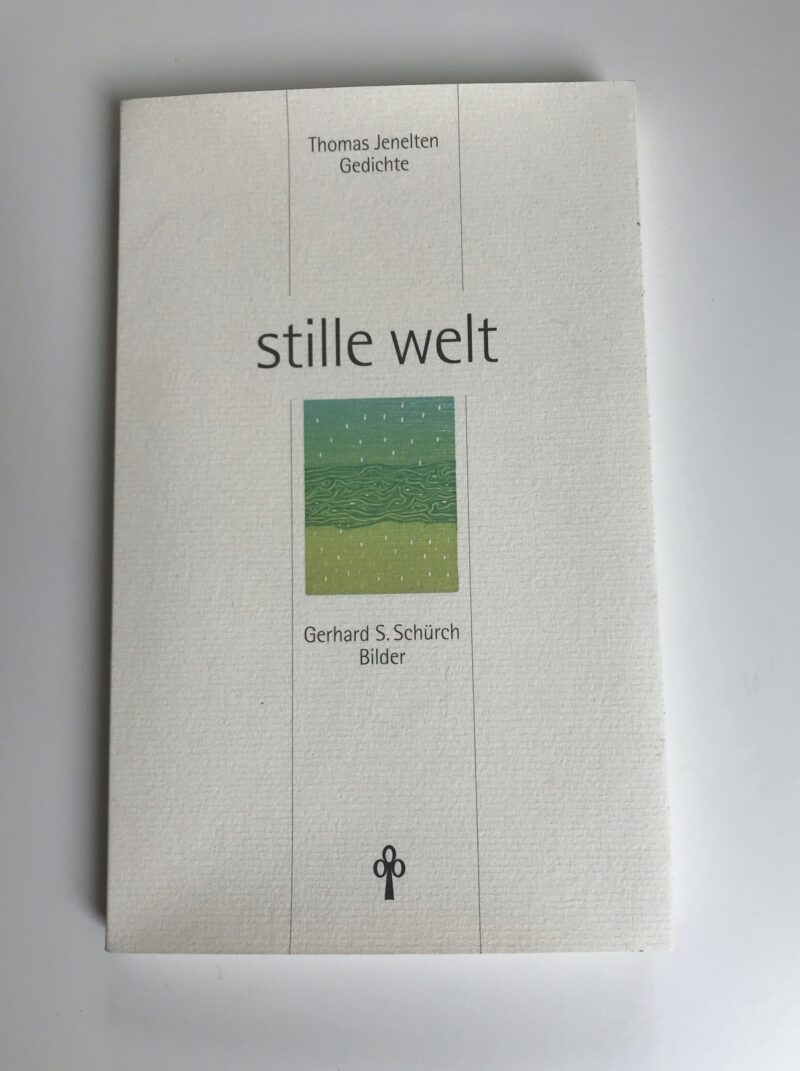 Thomas Jenelten
Gedichte
stille welt
Gerhard S. Schürch
Bilder